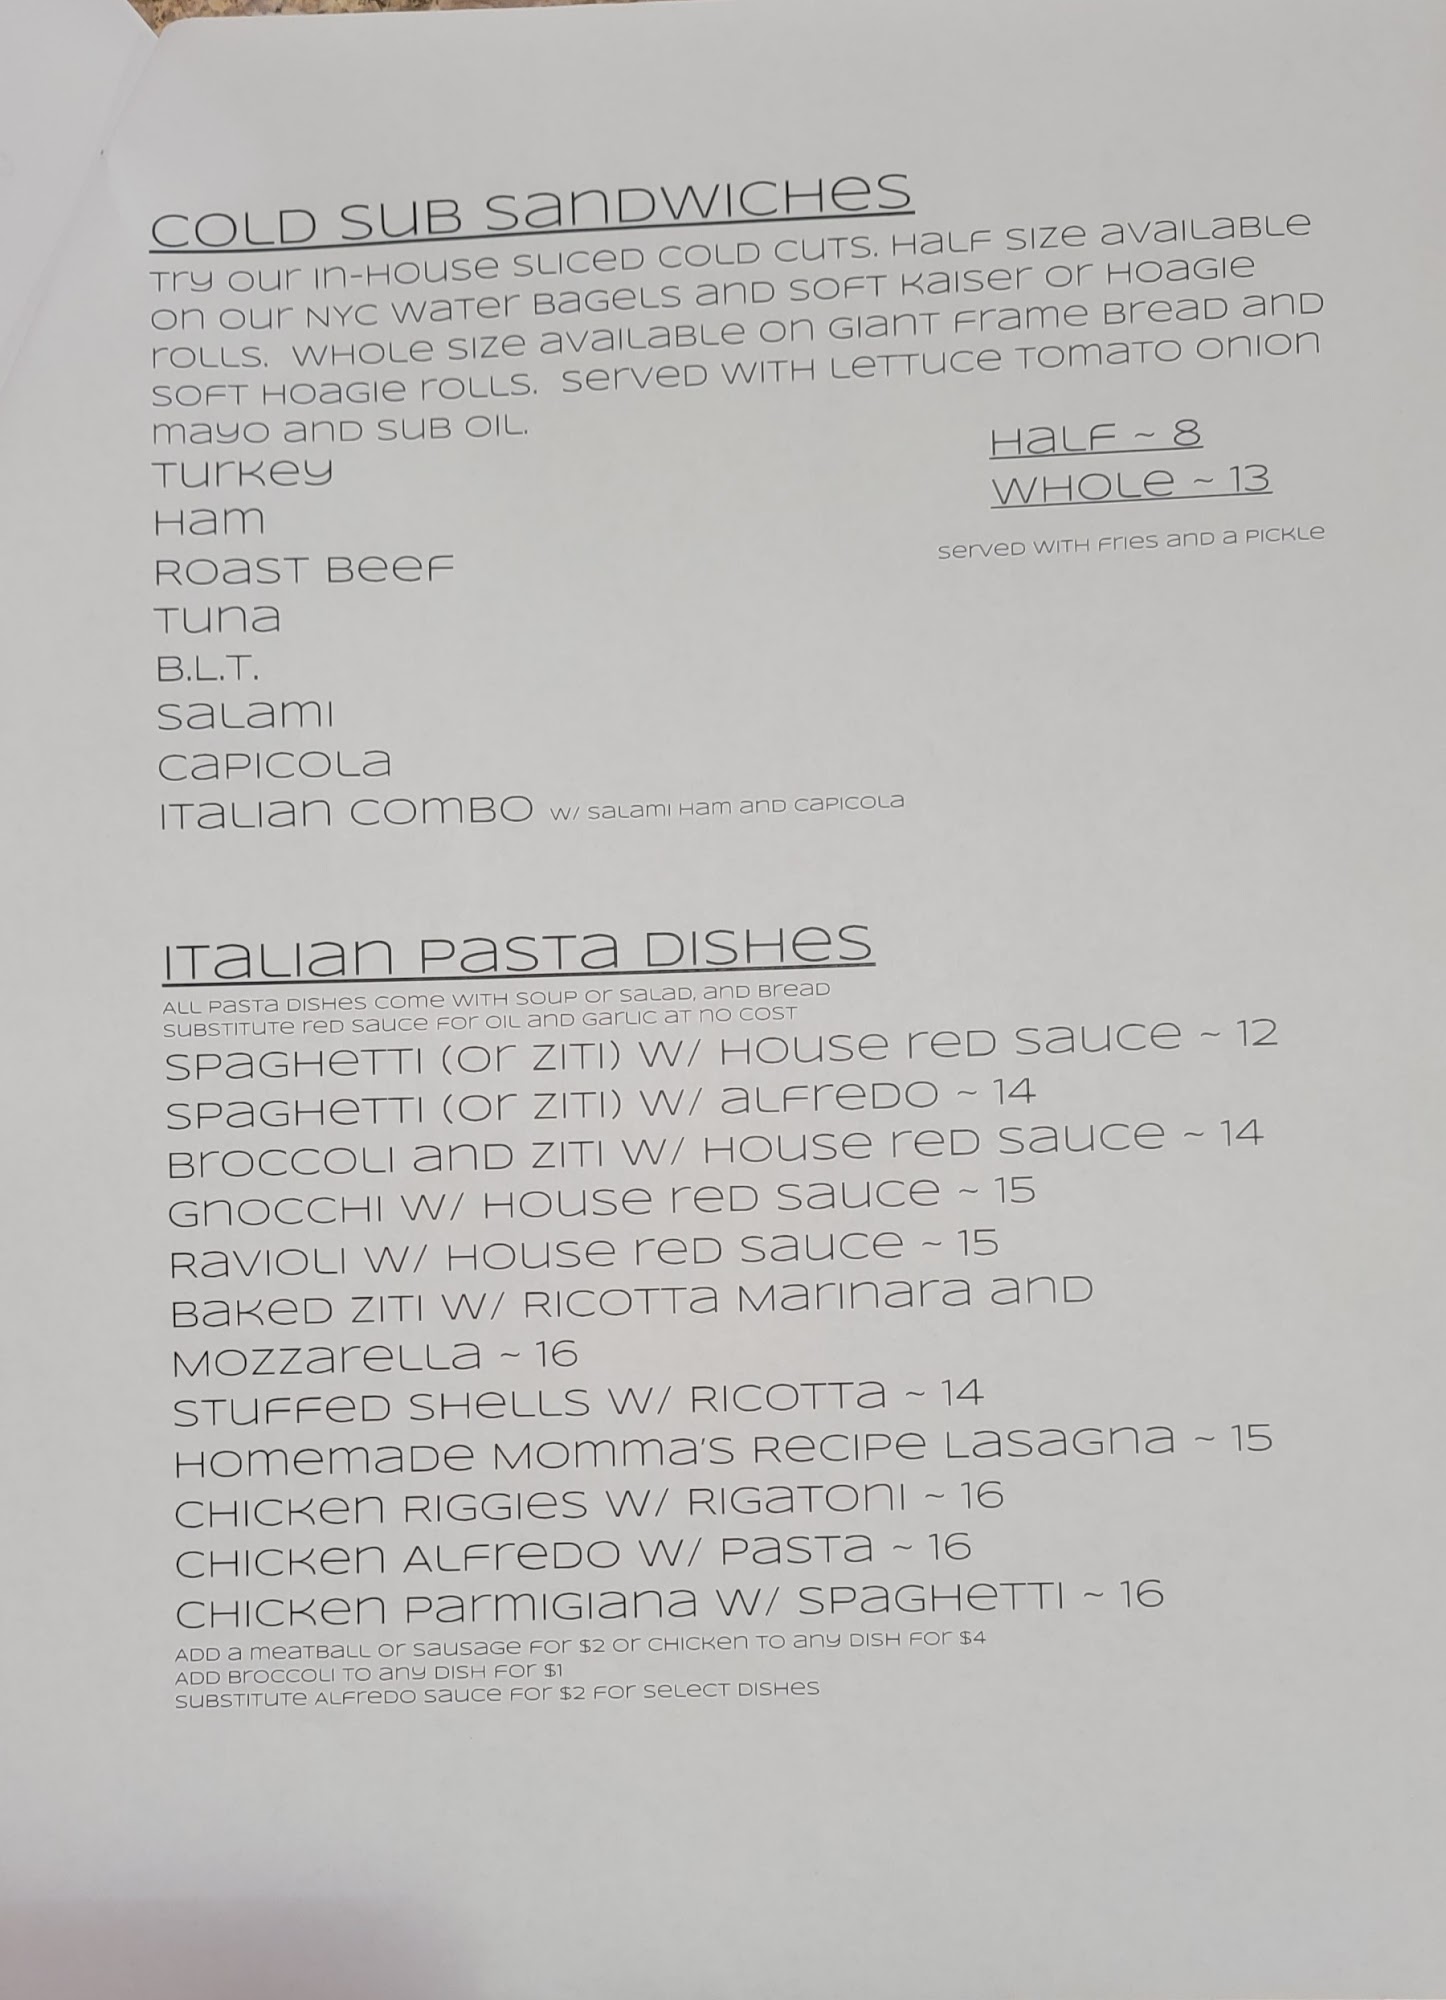 COLD SUB SANDWICHES
Try our in-house sliced cold cuts. Half size available
on our NYC water bagels and soft kaiser or hoagie
rolls. Whole size available on giant frame bread and
soft hoagie rolls. Served with lettuce tomato onion
mayo and sub oil.
Half ~ 8
Whole ~ 13
served with fries and a pickle
Turkey
Ham
Roast Beef
Tuna
B.L.T.
Salami
Capicola
Italian Combo w/ salami ham and capicola
Italian Pasta Dishes
All pasta dishes come with soup or salad, and bread
Substitute red sauce for oil and garlic at no cost
Spaghetti (or ziti) w/ house red sauce ~ 12
Spaghetti (or ziti) w/ alfredo ~ 14
Broccoli and ziti w/ house red sauce ~ 14
Gnocchi w/ house red sauce ~ 15
Ravioli w/ house red sauce ~ 15
Baked ziti w/ Ricotta Marinara and
Mozzarella ~ 16
Stuffed shells w/ Ricotta ~ 14
Homemade Momma's Recipe Lasagna ~ 15
Chicken Riggies w/ Rigatoni ~ 16
Chicken Alfredo w/ pasta ~ 16
Chicken parmigiana w/ spaghetti ~ 16
Add a meatball or sausage for $2 or chicken to any dish for $4
Add broccoli to any dish for $1
Substitute Alfredo sauce for $2 for select dishes